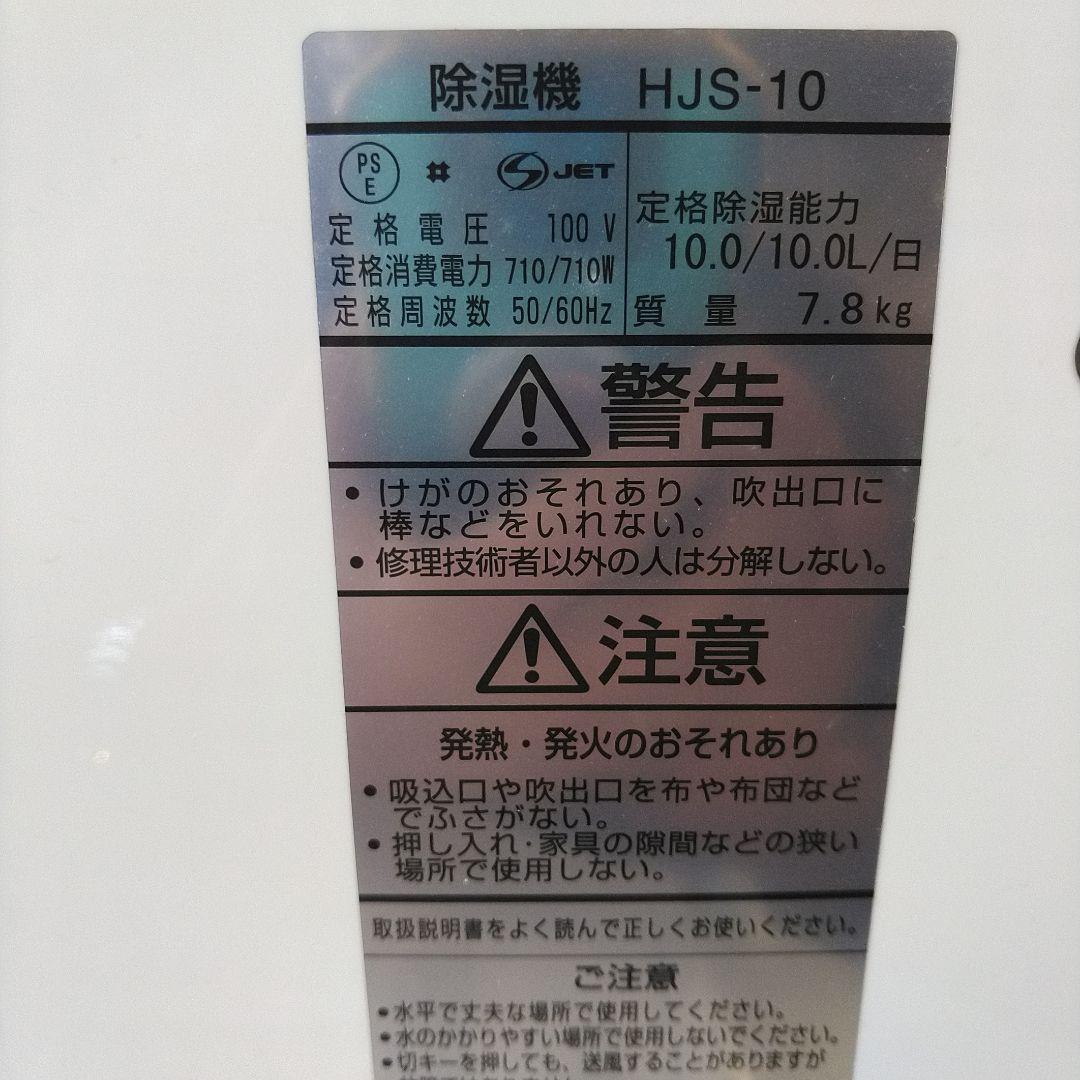 除湿機 HJS-10
PS
E
JET
定格電圧 100 V
定格消費電力 710/710W
定格周波数 50/60Hz
定格除湿能力
10.0/10.0L/日
質量 7.8kg
警告
・けがのおそれあり、吹出口に
棒などをいれない。
・修理技術者以外の人は分解しない。
注意
発熱・発火のおそれあり
・吸込口や吹出口を布や布団など
でふさがない。
・押し入れ・家具の隙間などの狭い
場所で使用しない。
取扱説明書をよく読んで正しくお使いください。
ご注意
・水平で丈夫な場所で使用してください。
・水のかかりやすい場所で使用しないでください。
・切キーを押しても、送風することがありますが